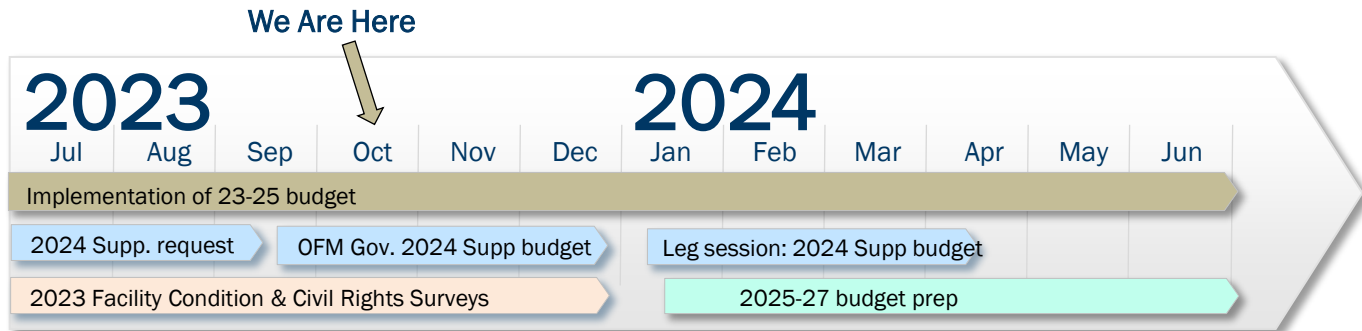 We Are Here
2023 2024
Jul Aug Sep Oct Nov Dec Jan Feb Mar Apr May Jun
Implementation of 23-25 budget
2024 Supp. request OFM Gov. 2024 Supp budget Leg session: 2024 Supp budget
2023 Facility Condition & Civil Rights Surveys 2025-27 budget prep